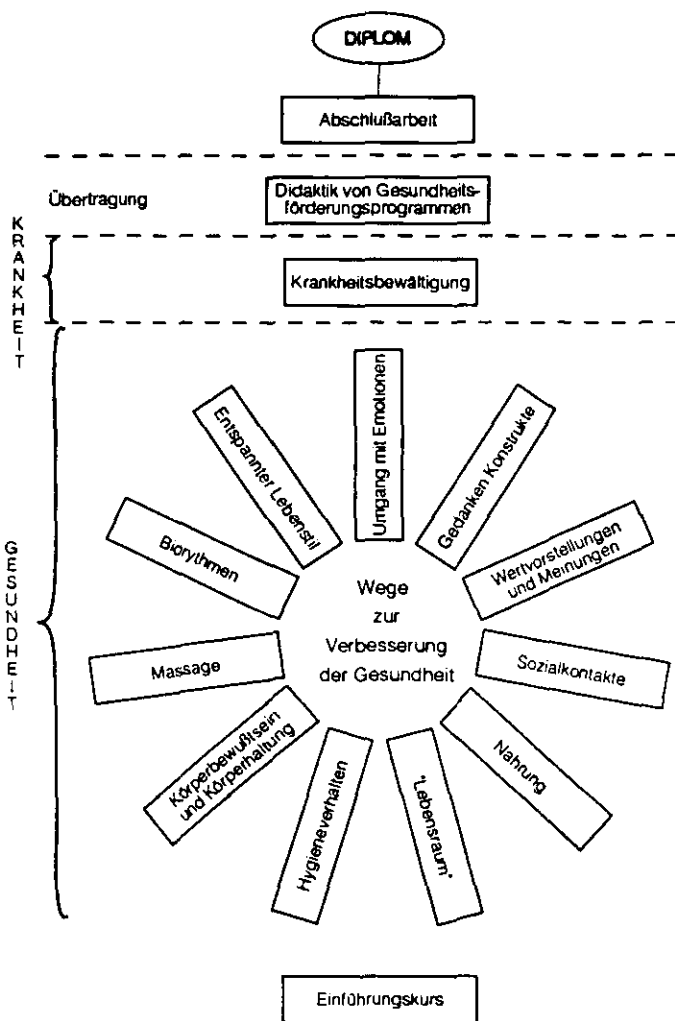 DIPLOM
Abschlußarbeit
Übertragung
Didaktik von Gesundheits-
förderungsprogrammen
KRANKHEIT
Krankheitsbewältigung
GESUNDHEIT
Umgang mit Emotionen
Gedanken Konstrukte
Wertvorstellungen
und Meinungen
Sozialkontakte
Nahrung
"Lebensraum"
Hygieneverhalten
Körperbewußtsein
und Körperhaltung
Massage
Biorythmen
Entspannter Lebenstil
Wege
zur
Verbesserung
der Gesundheit
Einführungskurs